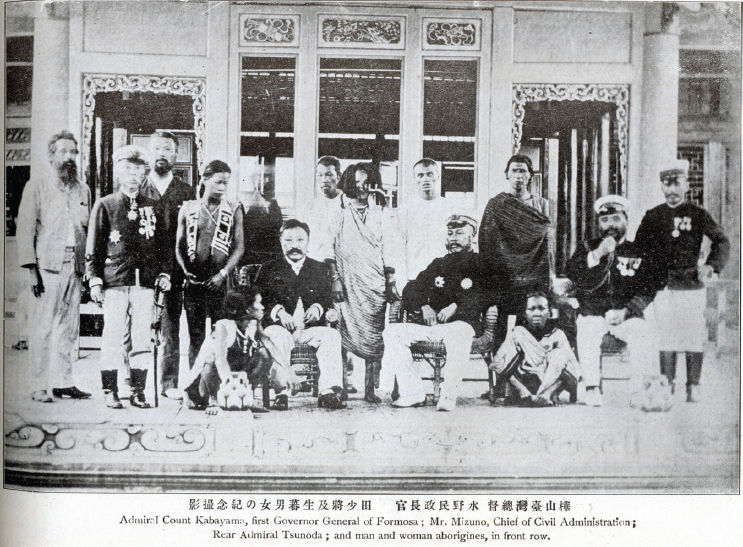 樺山臺灣總督 水野民政長官 田少將及生蕃男女の紀念撮影
Admiral Count Kabayama, first Governor General of Formosa; Mr. Mizuno, Chief of Civil Administration;
Rear Admiral Tsunoda; and man and woman aborigines, in front row.